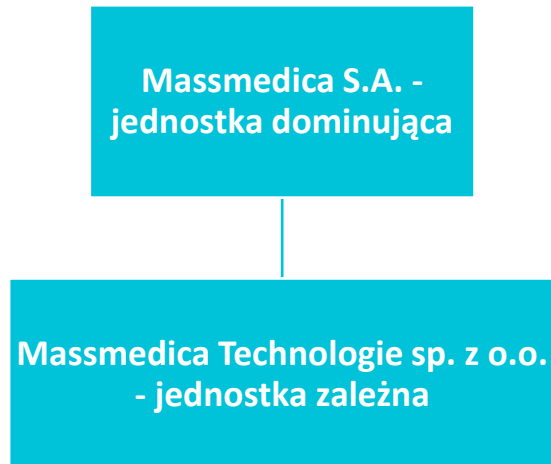 Massmedica S.A. -
jednostka dominująca
Massmedica Technologie sp. z o.o.
- jednostka zależna